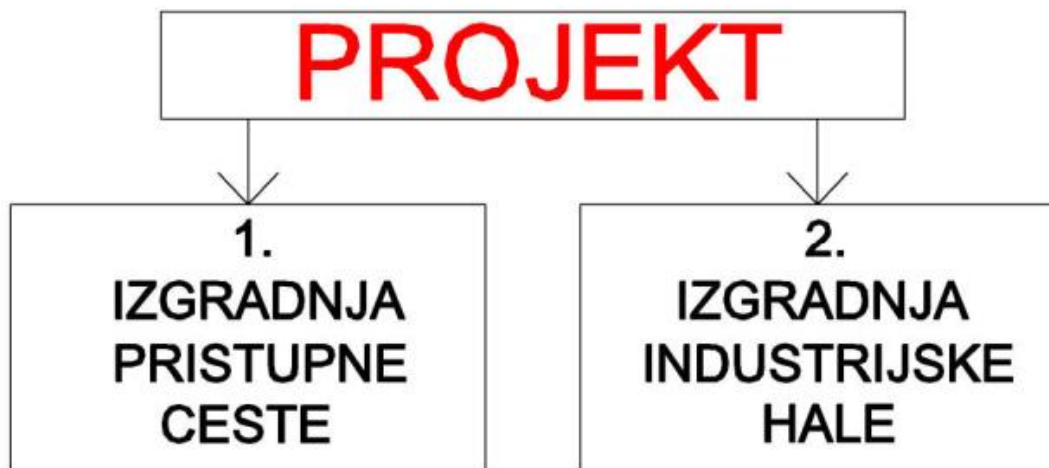 PROJEKT
1.
IZGRADNJA
PRISTUPNE
CESTE
2.
IZGRADNJA
INDUSTRIJSKE
HALE